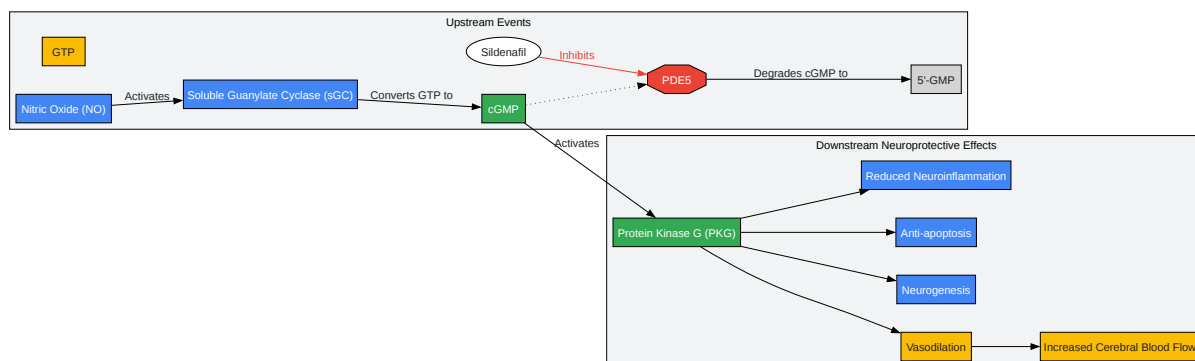 Upstream Events
GTP
Sildenafil
Inhibits
PDE5
Degrades cGMP to
5'-GMP
Nitric Oxide (NO)
Activates
Soluble Guanylate Cyclase (sGC)
Converts GTP to
cGMP
Activates
Downstream Neuroprotective Effects
Reduced Neuroinflammation
Protein Kinase G (PKG)
Anti-apoptosis
Neurogenesis
Vasodilation
Increased Cerebral Blood Flow